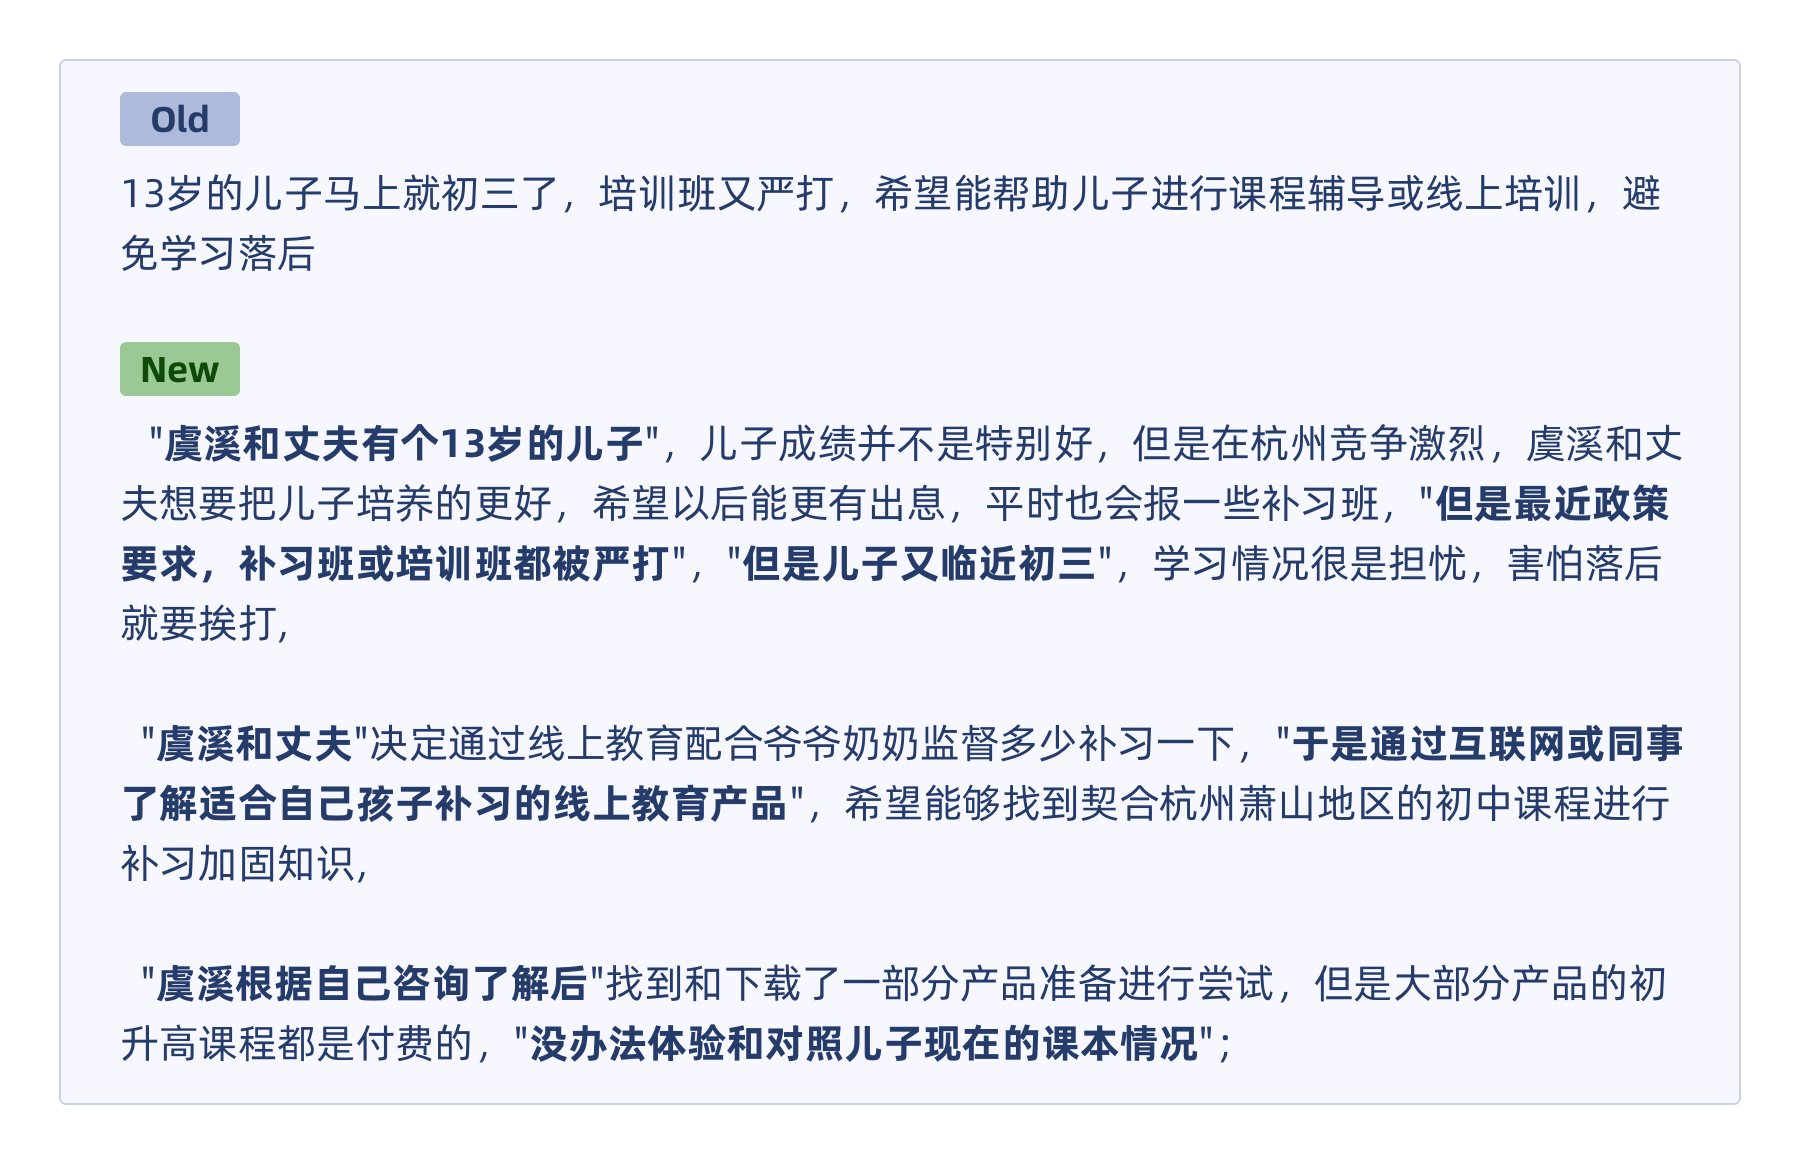 Old
13岁的儿子马上就初三了，培训班又严打，希望能帮助儿子进行课程辅导或线上培训，避
免学习落后
New
"虞溪和丈夫有个13岁的儿子"，儿子成绩并不是特别好，但是在杭州竞争激烈，虞溪和丈
夫想要把儿子培养的更好，希望以后能更有出息，平时也会报一些补习班，"但是最近政策
要求，补习班或培训班都被严打"，"但是儿子又临近初三"，学习情况很是担忧，害怕落后
就要挨打,
"虞溪和丈夫"决定通过线上教育配合爷爷奶奶监督多少补习一下，"于是通过互联网或同事
了解适合自己孩子补习的线上教育产品"，希望能够找到契合杭州萧山地区的初中课程进行
补习加固知识,
"虞溪根据自己咨询了解后"找到和下载了一部分产品准备进行尝试，但是大部分产品的初
升高课程都是付费的，"没办法体验和对照儿子现在的课本情况"；